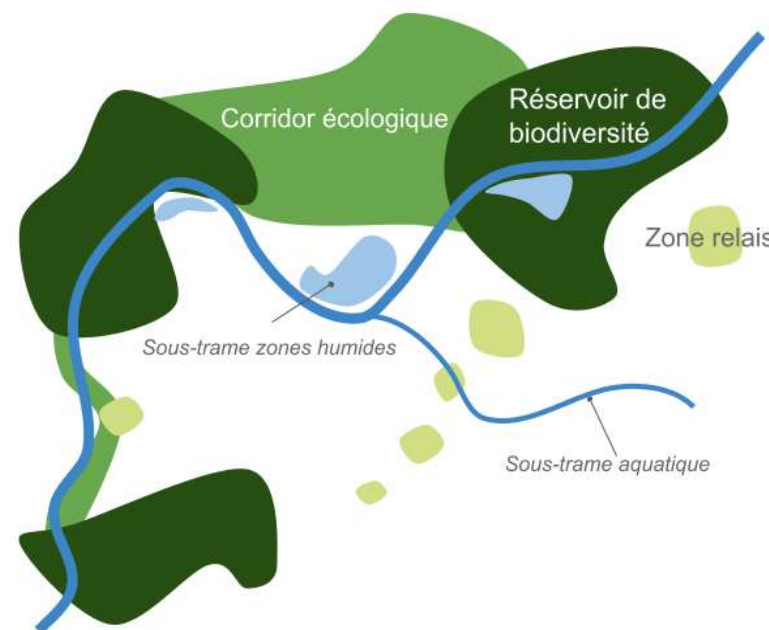 Corridor écologique
Réservoir de
biodiversité
Zone relais
Sous-trame zones humides
Sous-trame aquatique